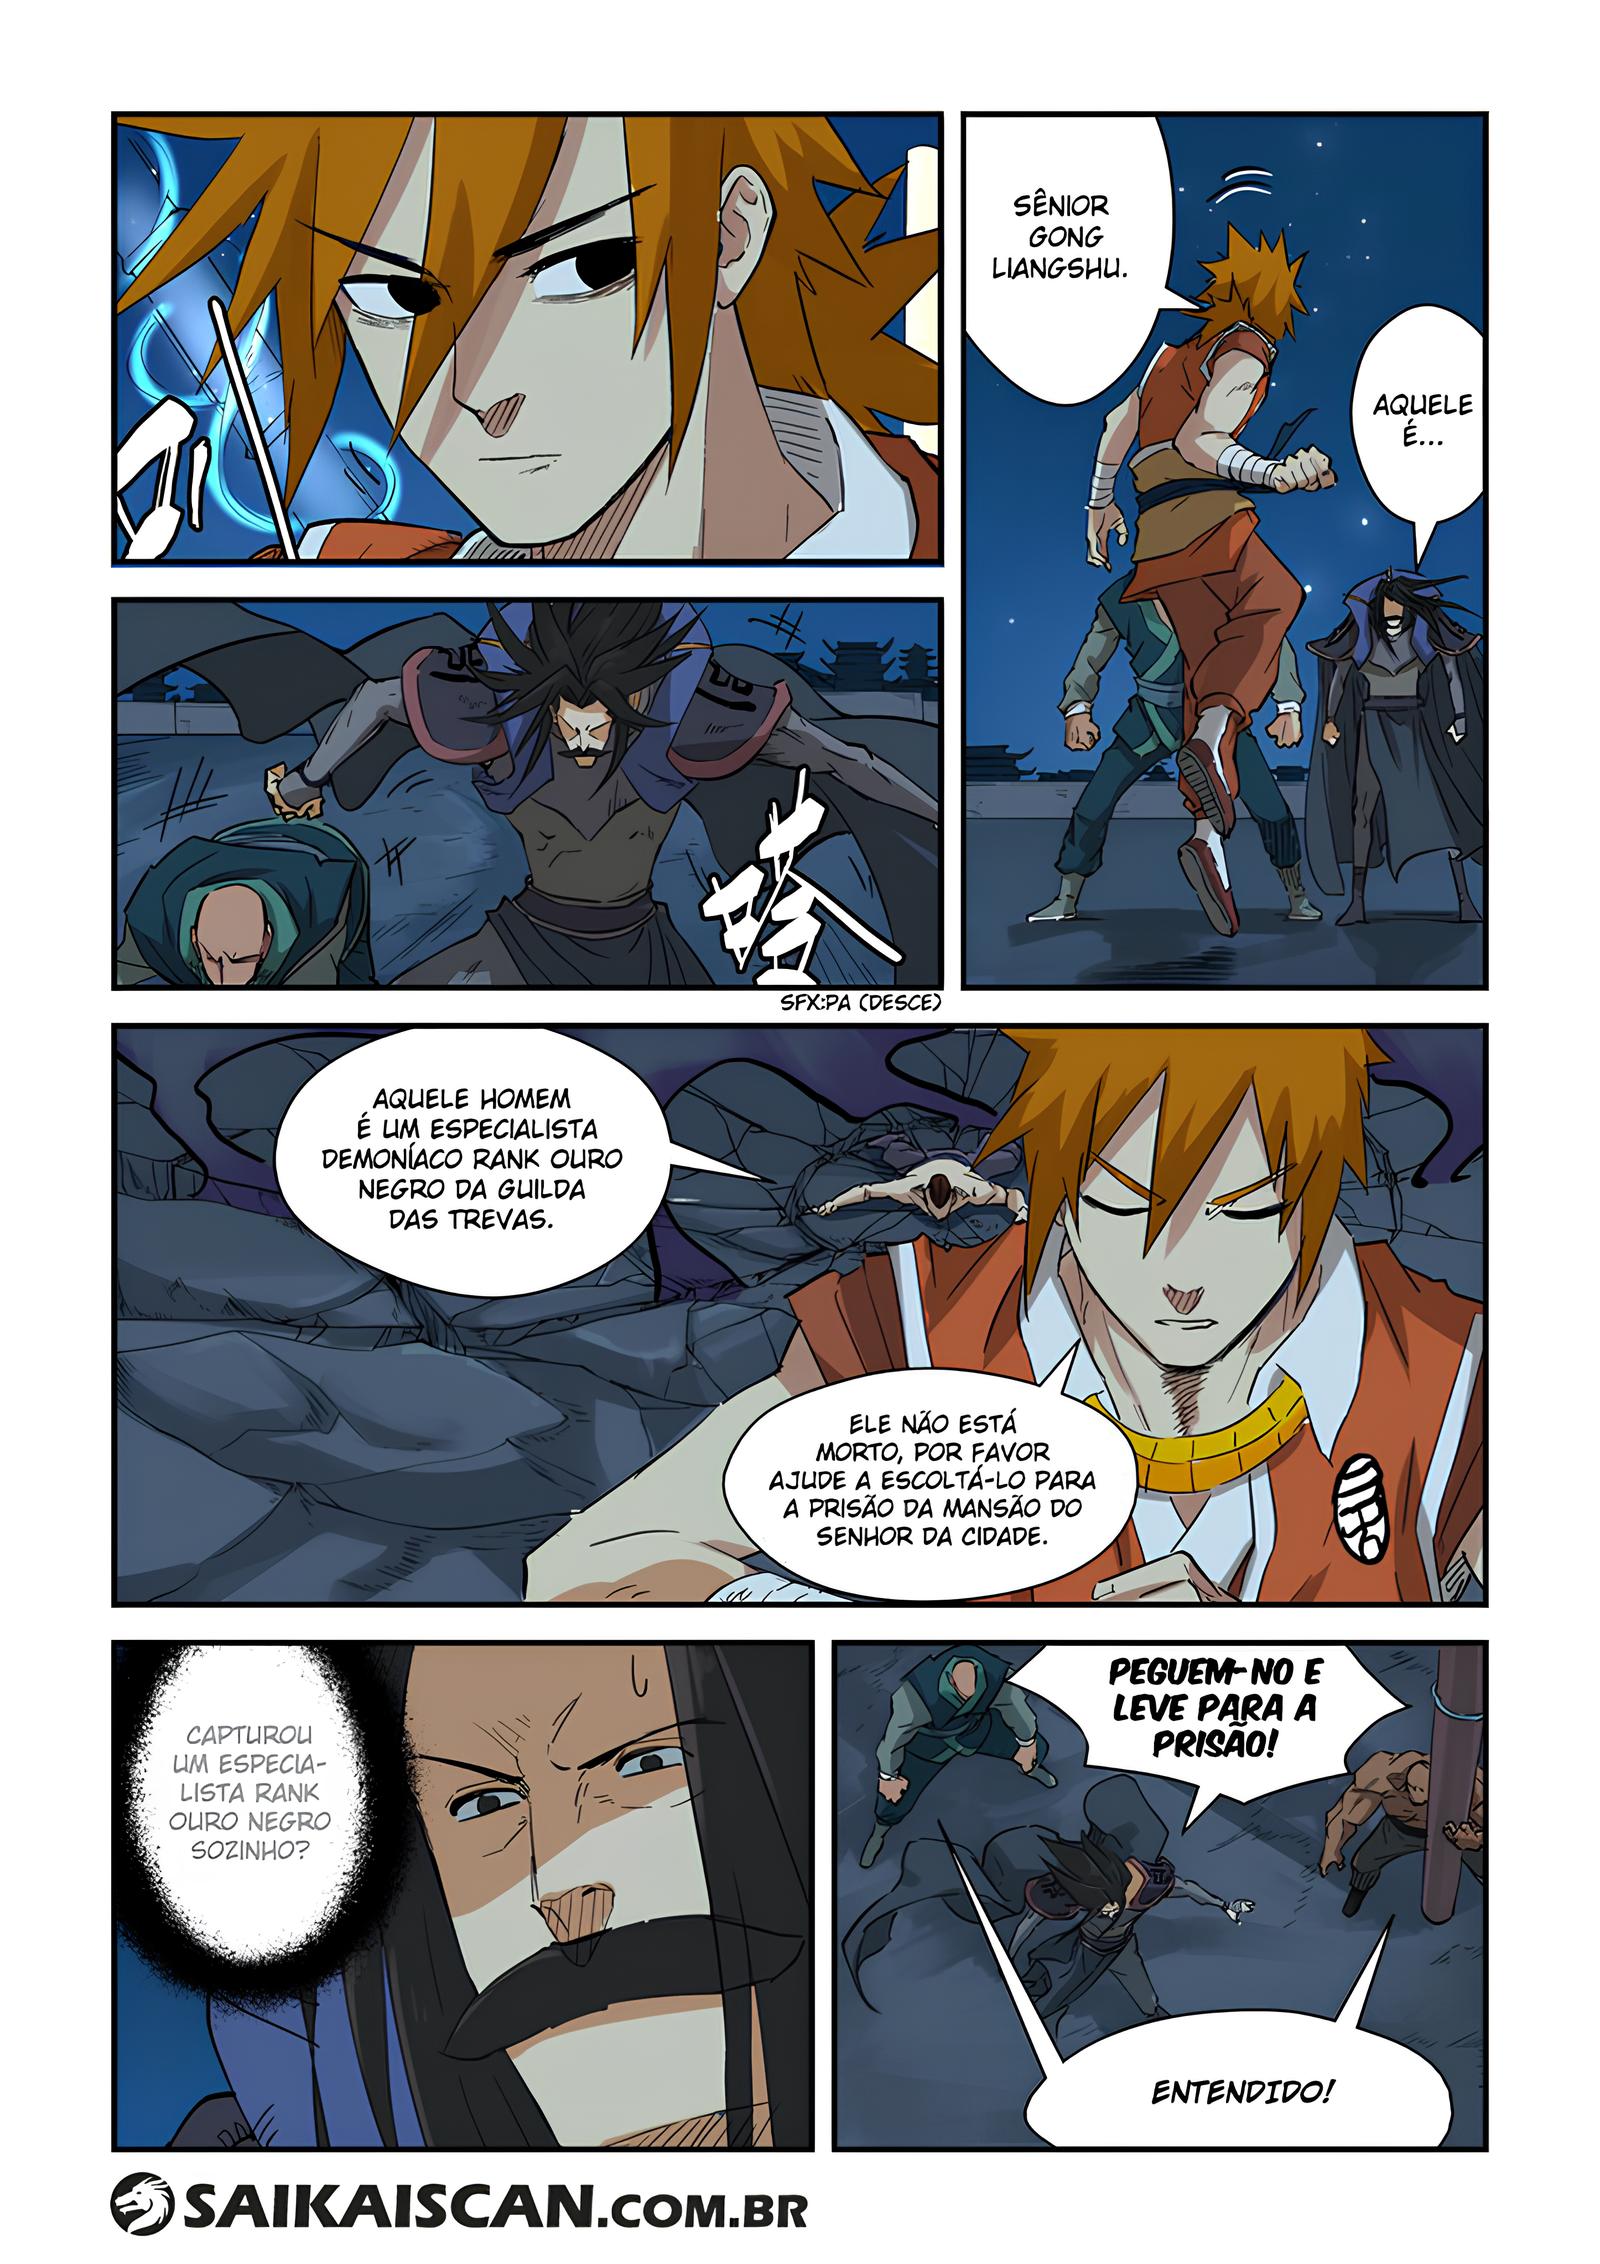 SÊNIOR
GONG
LIANGSHU.
AQUELE
É...
SFX:PA (DESCE)
AQUELE HOMEM
É UM ESPECIALISTA
DEMONÍACO RANK OURO
NEGRO DA GUILDA
DAS TREVAS.
ELE NÃO ESTÁ
MORTO, POR FAVOR
AJUDE A ESCOLTÁ-LO PARA
A PRISÃO DA MANSÃO DO
SENHOR DA CIDADE.
CAPTUROU
UM ESPECIA-
LISTA RANK
OURO NEGRO
SOZINHO?
PEGUEM-NO E
LEVE PARA A
PRISÃO!
ENTENDIDO!
SAIKAISCAN.COM.BR